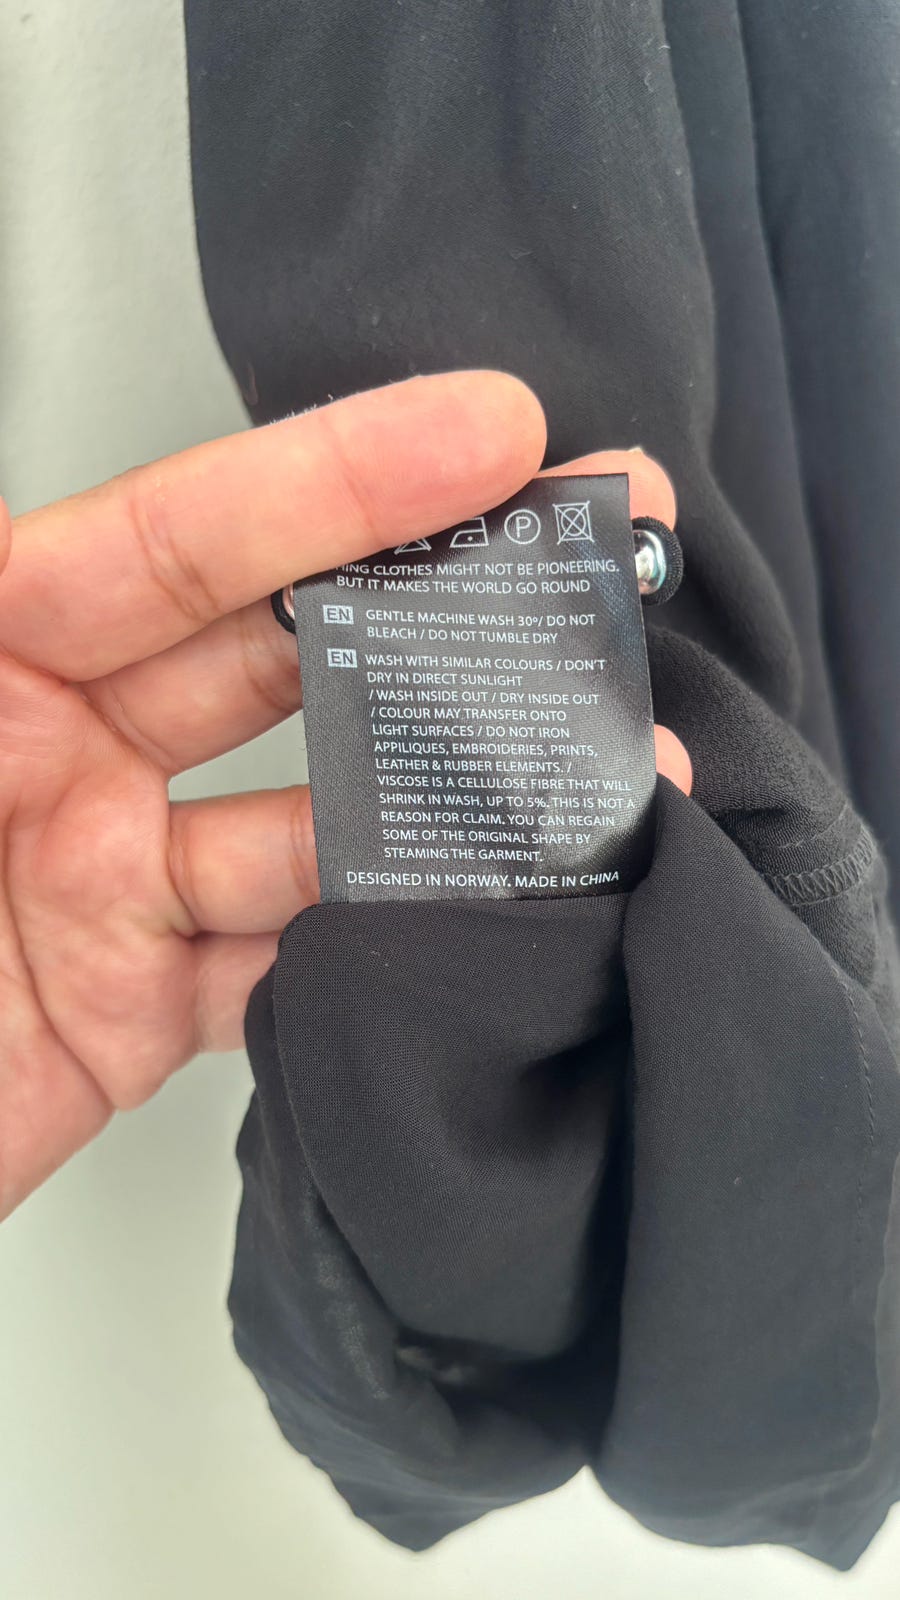 P
CLOTHES MIGHT NOT BE PIONEERING.
BUT IT MAKES THE WORLD GO ROUND
EN GENTLE MACHINE WASH 30º/ DO NOT
BLEACH / DO NOT TUMBLE DRY
EN WASH WITH SIMILAR COLOURS / DON'T
DRY IN DIRECT SUNLIGHT
/ WASH INSIDE OUT / DRY INSIDE OUT
/ COLOUR MAY TRANSFER ONTO
LIGHT SURFACES / DO NOT IRON
APPLIQUES, EMBROIDERIES, PRINTS,
LEATHER & RUBBER ELEMENTS. /
VISCOSE IS A CELLULOSE FIBRE THAT WILL
SHRINK IN WASH, UP TO 5%. THIS IS NOT A
REASON FOR CLAIM. YOU CAN REGAIN
SOME OF THE ORIGINAL SHAPE BY
STEAMING THE GARMENT.
DESIGNED IN NORWAY. MADE IN CHINA